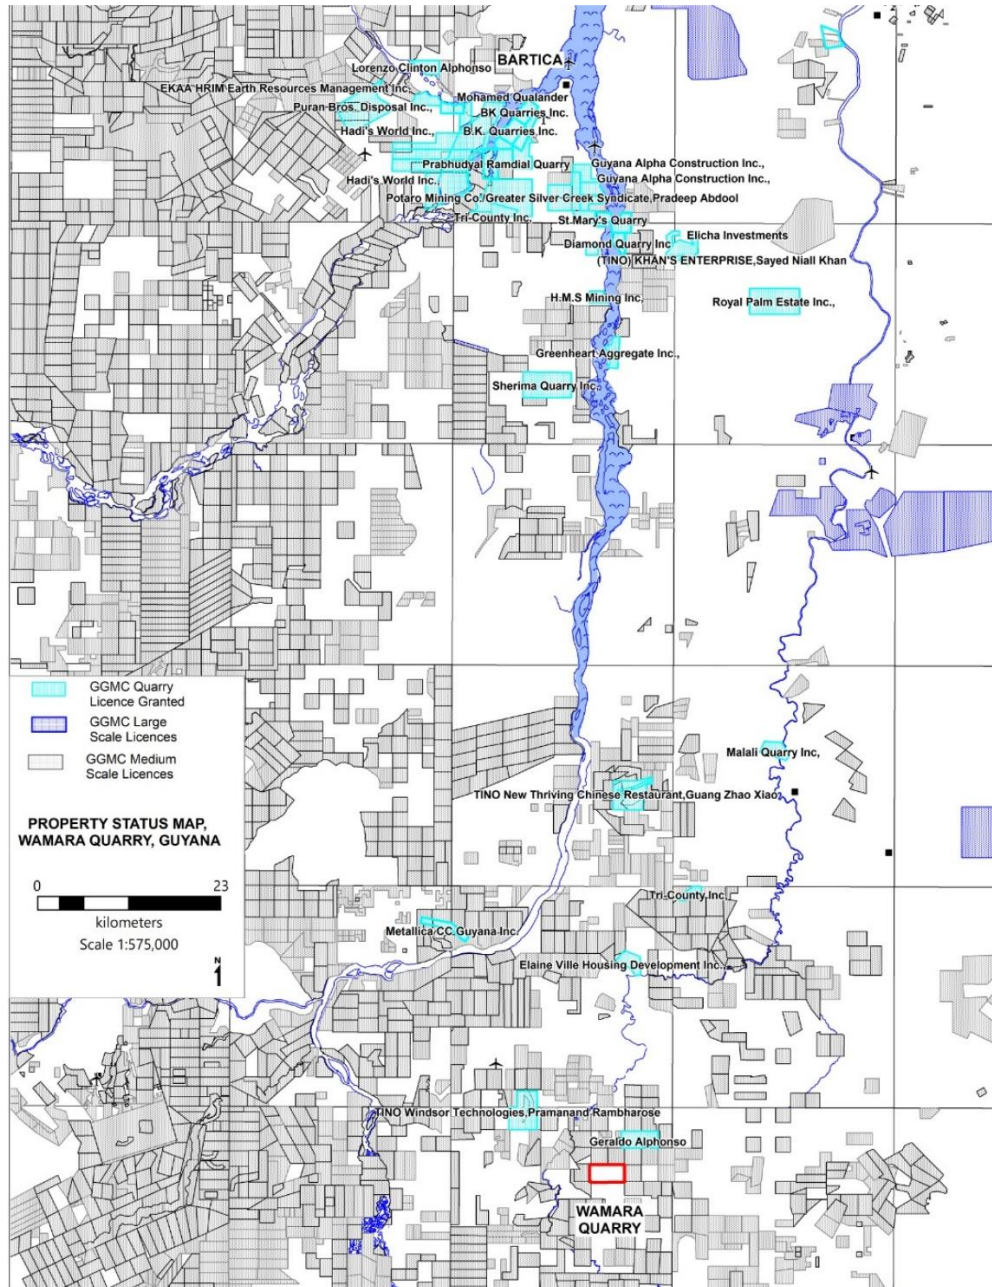 BARTICA
Lorenzo Clinton Alphonso
EKAA HRIM Earth Resources Management Inc.,
Mohamed Qualander
Puran Bros. Disposal Inc.,
BK Quarries Inc.
Hadi's World Inc.,
B.K. Quarries Inc.
Prabhudyal Ramdial Quarry
Guyana Alpha Construction Inc.,
Guyana Alpha Construction Inc.,
Hadi's World Inc.,
Potaro Mining Co./Greater Silver Creek Syndicate,Pradeep Abdool
Tri-County Inc.
St.Mary's Quarry
Elicha Investments
Diamond Quarry Inc
(TINO) KHAN'S ENTERPRISE,Sayed Niall Khan
H.M.S Mining Inc,
Royal Palm Estate Inc.,
Greenheart Aggregate Inc.,
Sherima Quarry Inc,
GGMC Quarry
Licence Granted
GGMC Large
Scale Licences
GGMC Medium
Scale Licences
Malali Quarry Inc,
TINO New Thriving Chinese Restaurant,Guang Zhao Xiao
PROPERTY STATUS MAP,
WAMARA QUARRY, GUYANA
0 23
kilometers
Scale 1:575,000
N
Tri-County Inc,
Metallica CC Guyana Inc.
Elaine Ville Housing Development Inc.,
TINO Windsor Technologies,Pramanand Rambharose
Geraldo Alphonso
WAMARA
QUARRY